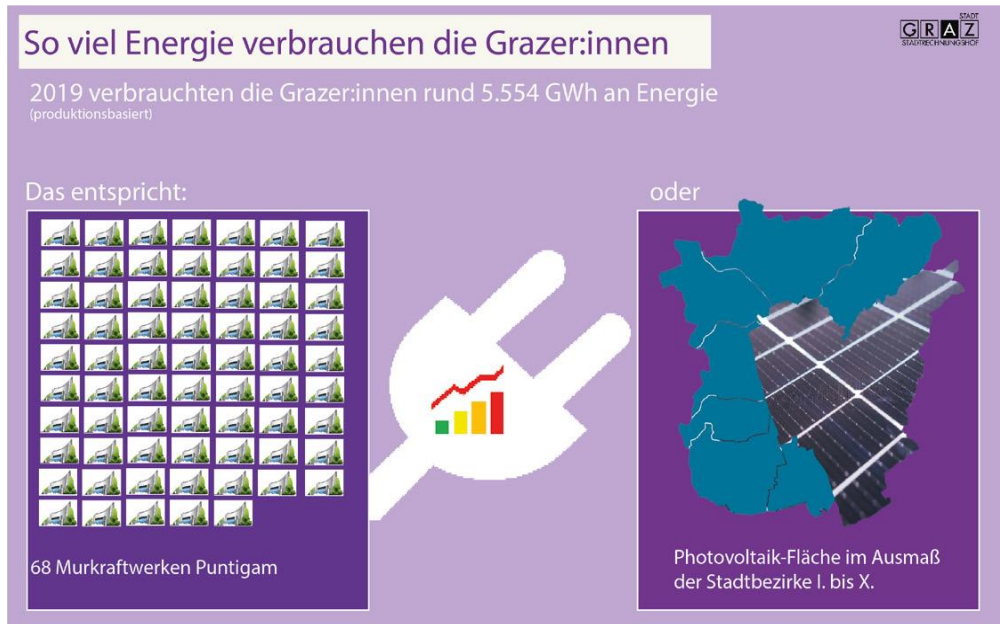 So viel Energie verbrauchen die Grazer:innen
STADT
GRAZ
STADTRECHNUNGSHOF
2019 verbrauchten die Grazer:innen rund 5.554 GWh an Energie
(produktionsbasiert)
Das entspricht:
oder
68 Murkraftwerken Puntigam
Photovoltaik-Fläche im Ausmaß
der Stadtbezirke I. bis X.